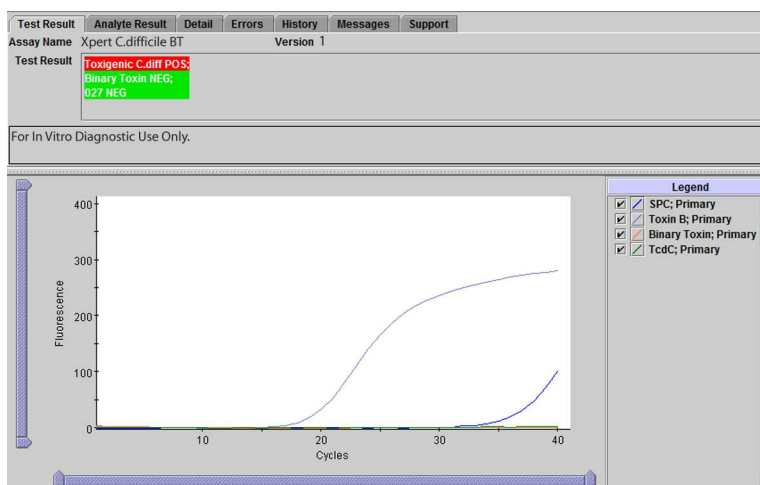 Test Result Analyte Result Detail Errors History Messages Support
Assay Name Xpert C.difficile BT Version 1
Test Result
Toxigenic C.diff POS;
Binary Toxin NEG;
027 NEG
For In Vitro Diagnostic Use Only.
400
300
200
100
0
Fluorescence
10 20 30 40
Cycles
Legend
SPC; Primary
Toxin B; Primary
Binary Toxin; Primary
TcdC; Primary